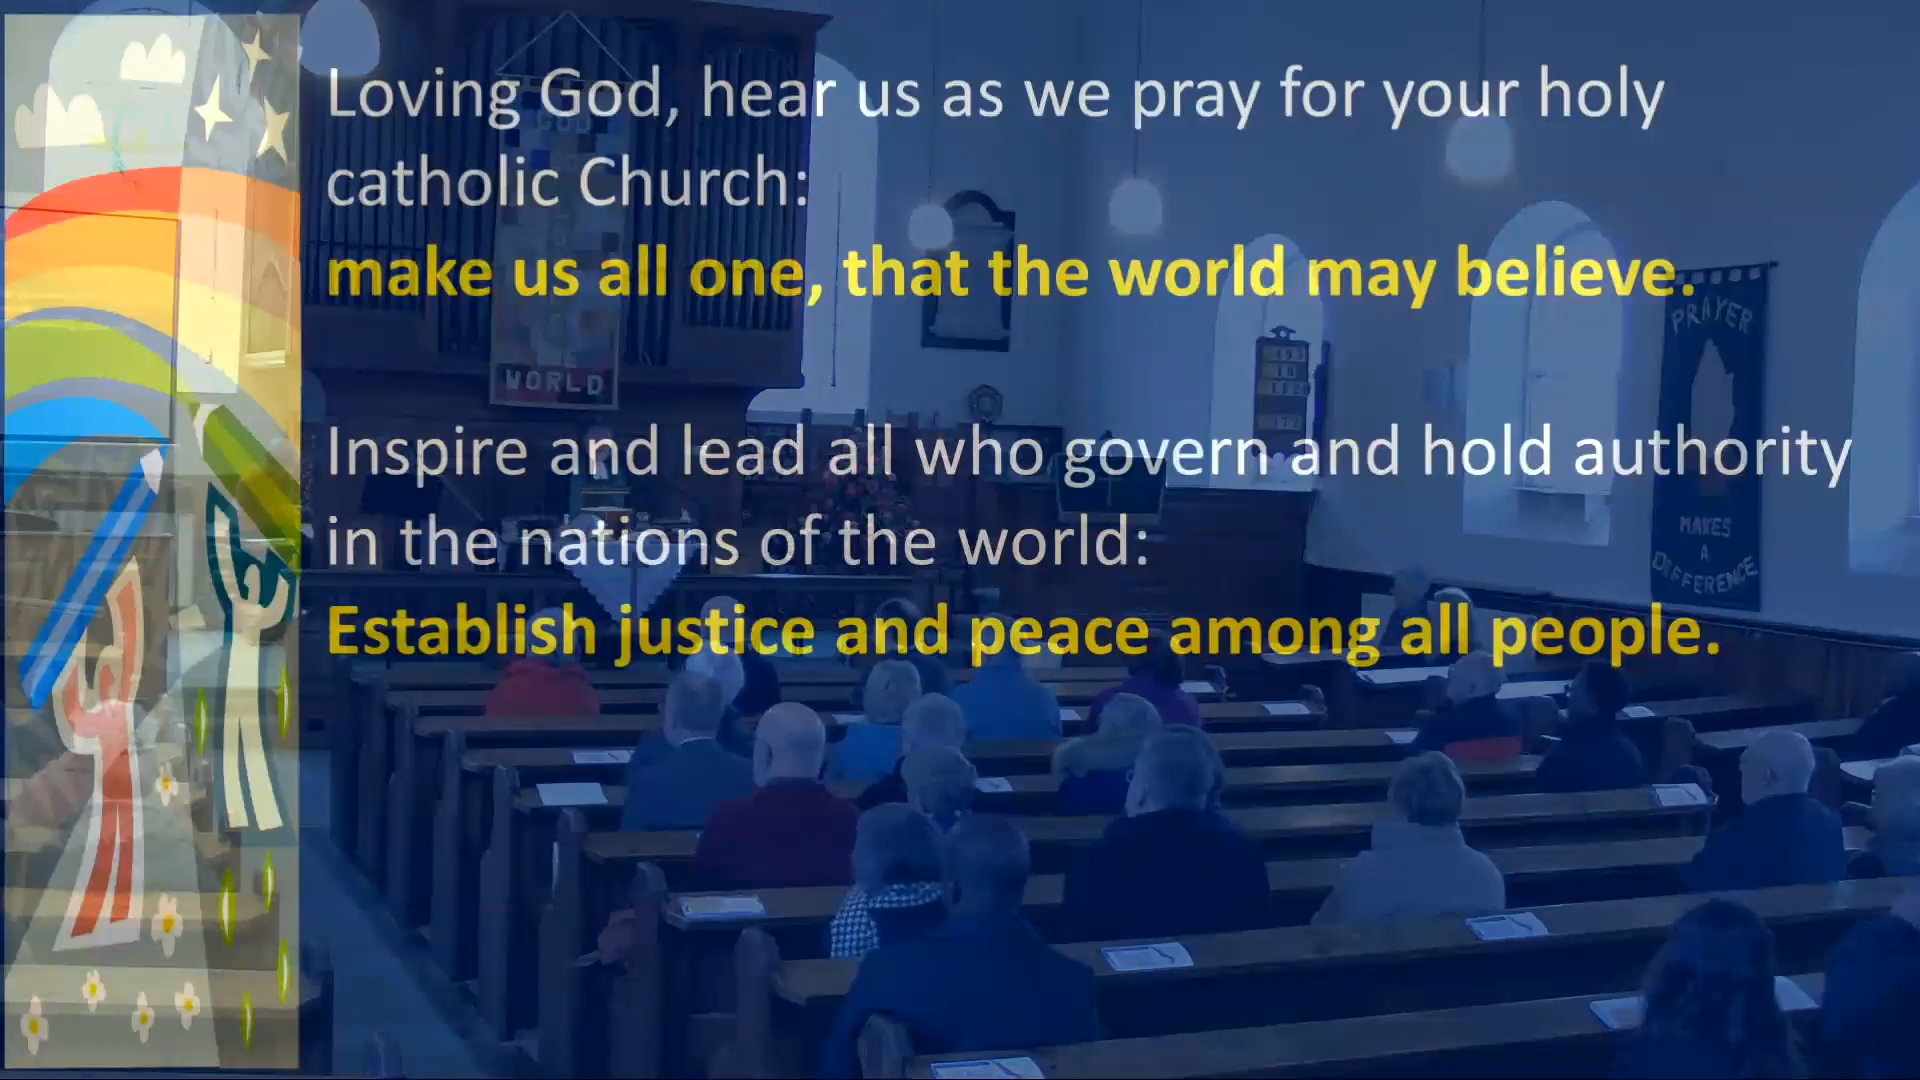 Loving God, hear us as we pray for your holy
catholic Church:
make us all one, that the world may believe.
Inspire and lead all who govern and hold authority
in the nations of the world:
Establish justice and peace among all people.
GOD
WORLD
PRAYER
MAKES
A
DIFFERENCE